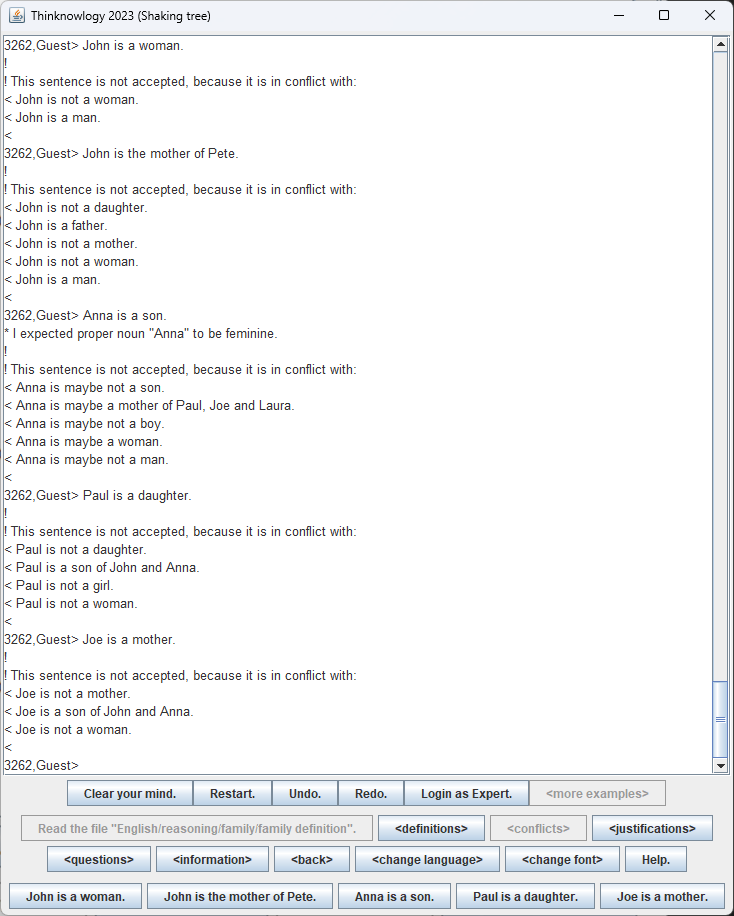 Thinknowlogy 2023 (Shaking tree)
3262,Guest> John is a woman.
!
! This sentence is not accepted, because it is in conflict with:
< John is not a woman.
< John is a man.
<
3262,Guest> John is the mother of Pete.
!
! This sentence is not accepted, because it is in conflict with:
< John is not a daughter.
< John is a father.
< John is not a mother.
< John is not a woman.
< John is a man.
<
3262,Guest> Anna is a son.
* I expected proper noun "Anna" to be feminine.
!
! This sentence is not accepted, because it is in conflict with:
< Anna is maybe not a son.
< Anna is maybe a mother of Paul, Joe and Laura.
< Anna is maybe not a boy.
< Anna is maybe a woman.
< Anna is maybe not a man.
<
3262,Guest> Paul is a daughter.
!
! This sentence is not accepted, because it is in conflict with:
< Paul is not a daughter.
< Paul is a son of John and Anna.
< Paul is not a girl.
< Paul is not a woman.
<
3262,Guest> Joe is a mother.
!
! This sentence is not accepted, because it is in conflict with:
< Joe is not a mother.
< Joe is a son of John and Anna.
< Joe is not a woman.
<
3262,Guest>
Clear your mind. Restart. Undo. Redo. Login as Expert. <more examples>
Read the file "English/reasoning/family/family definition". <definitions> <conflicts> <justifications>
<questions> <information> <back> <change language> <change font> Help.
John is a woman. John is the mother of Pete. Anna is a son. Paul is a daughter. Joe is a mother.